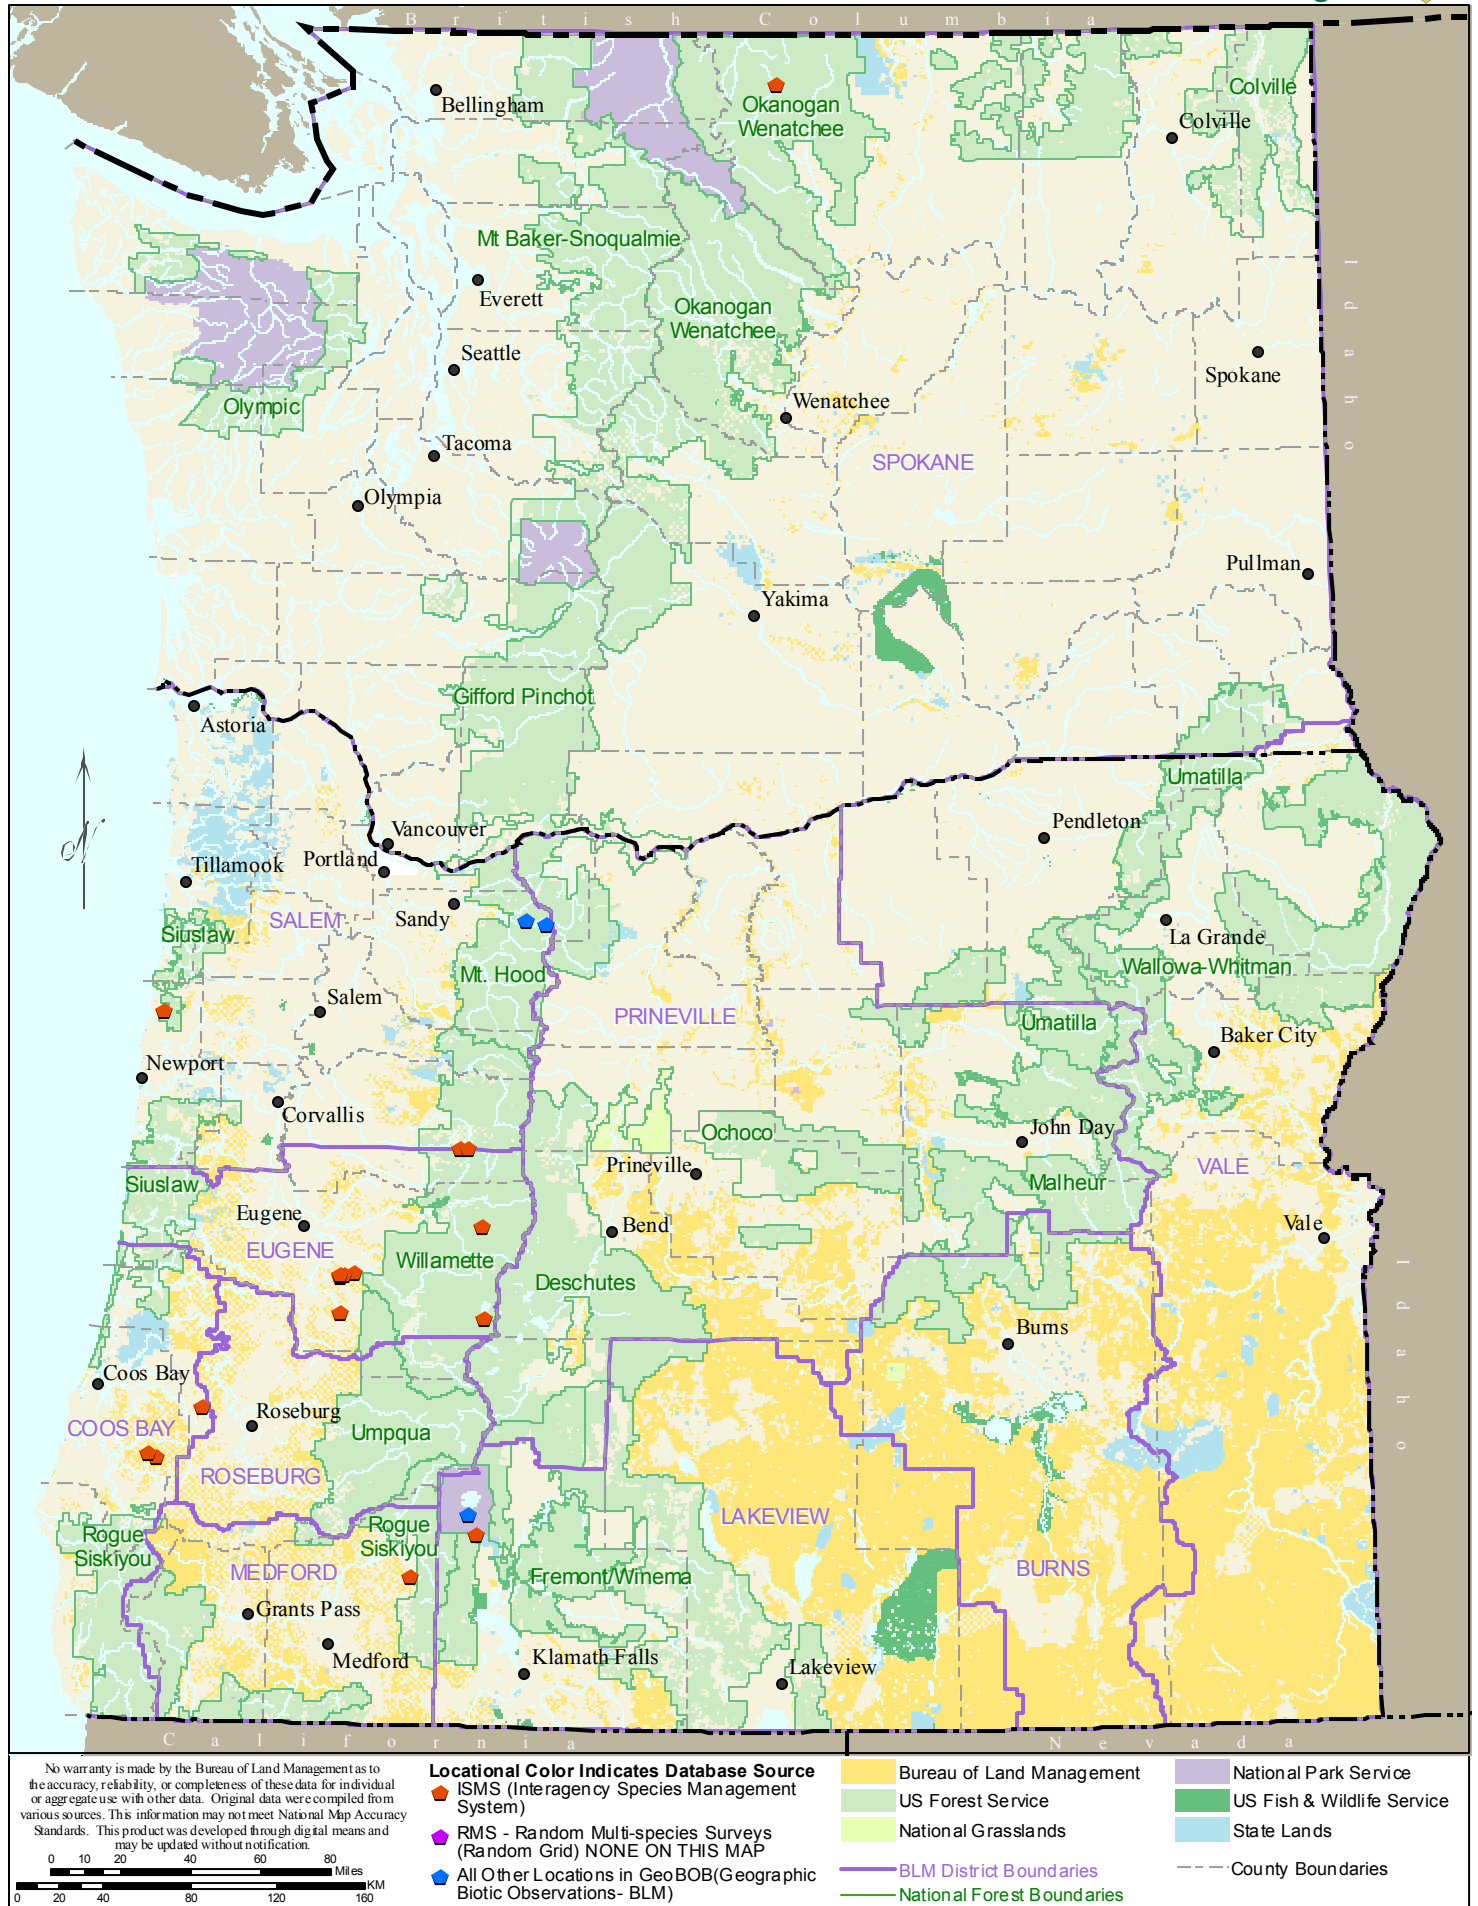 British Columbia
Bellingham
Okanogan
Wenatchee
Colville
Colville
Mt Baker-Snoqualmie
Everett
Okanogan
Wenatchee
Idaho
Seattle
Spokane
Olympic
Wenatchee
Tacoma
SPOKANE
Olympia
Pullman
Yakima
Gifford Pinchot
Astoria
Umatilla
Vancouver
Pendleton
Portland
Tillamook
SALEM
Sandy
Siuslaw
La Grande
Wallowa-Whitman
Mt. Hood
Salem
PRINEVILLE
Umatilla
Baker City
Newport
Corvallis
Ochoco
John Day
Prineville
VALE
Siuslaw
Malheur
Eugene
Bend
Vale
EUGENE
Willamette
Deschutes
Idaho
Burns
Coos Bay
Roseburg
COOS BAY
Umpqua
ROSEBURG
LAKEVIEW
Rogue
Siskiyou
Rogue
Siskiyou
MEDFORD
Fremont/Winema
BURNS
Grants Pass
Medford
Klamath Falls
Lakeview
California
Nevada
No warranty is made by the Bureau of Land Management as to
the accuracy, reliability, or completeness of these data for individual
or aggregate use with other data. Original data were compiled from
various sources. This information may not meet National Map Accuracy
Standards. This product was developed through digital means and
may be updated without notification.
0 10 20 40 60 80
Miles
KM
0 20 40 80 120 160
Locational Color Indicates Database Source
ISMS (Interagency Species Management
System)
RMS - Random Multi-species Surveys
(Random Grid) NONE ON THIS MAP
All Other Locations in GeoBOB(Geographic
Biotic Observations- BLM)
Bureau of Land Management
US Forest Service
National Grasslands
BLM District Boundaries
National Forest Boundaries
National Park Service
US Fish & Wildlife Service
State Lands
County Boundaries